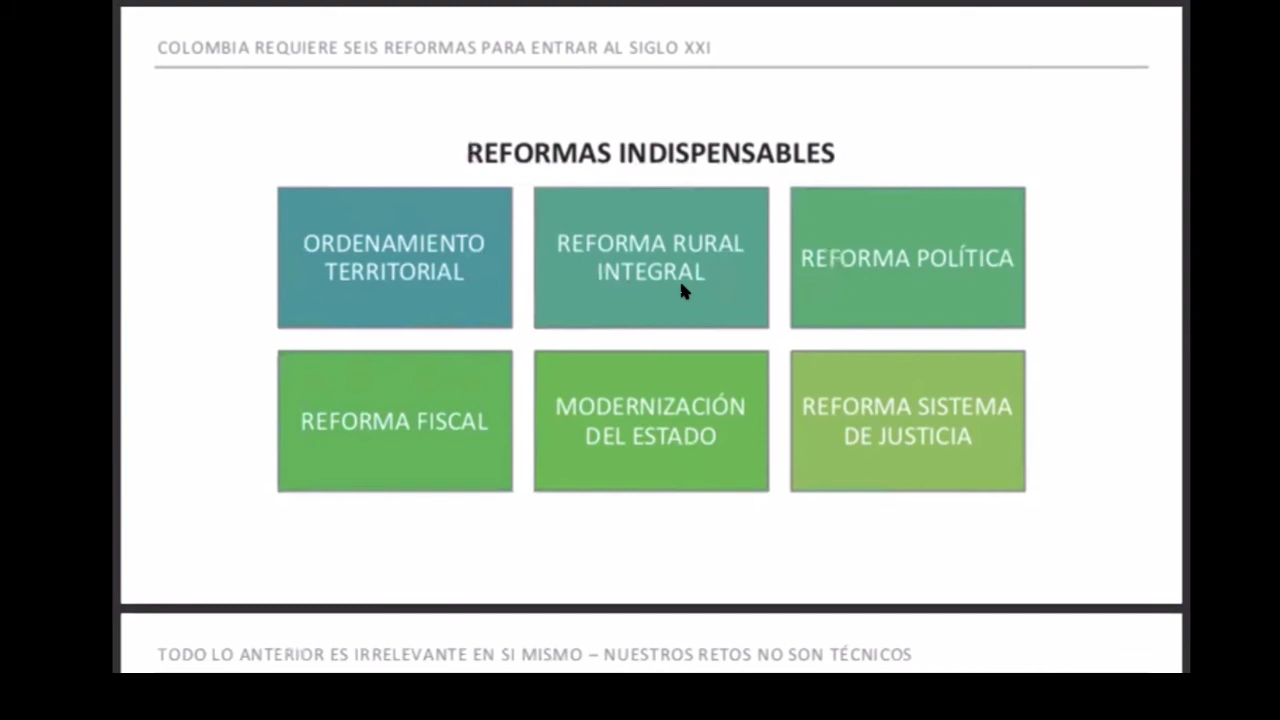 COLOMBIA REQUIERE SEIS REFORMAS PARA ENTRAR AL SIGLO XXI
REFORMAS INDISPENSABLES
ORDENAMIENTO
TERRITORIAL
REFORMA RURAL
INTEGRAL
REFORMA POLÍTICA
REFORMA FISCAL
MODERNIZACIÓN
DEL ESTADO
REFORMA SISTEMA
DE JUSTICIA
TODO LO ANTERIOR ES IRRELEVANTE EN SI MISMO – NUESTROS RETOS NO SON TÉCNICOS